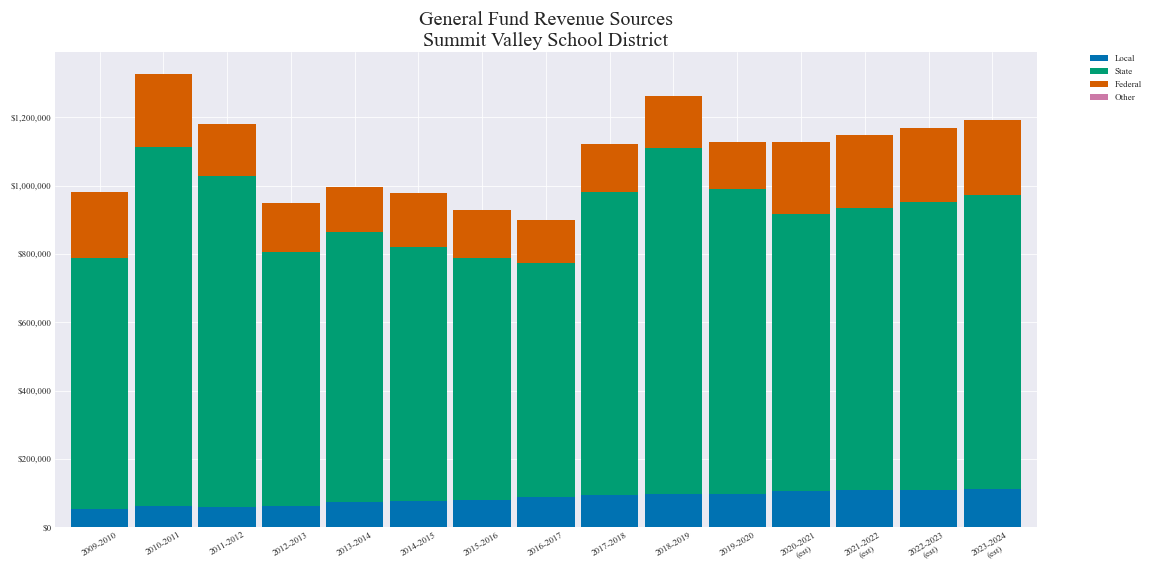 General Fund Revenue Sources
Summit Valley School District
Local
State
Federal
Other
$1,200,000
$1,000,000
$800,000
$600,000
$400,000
$200,000
$0
2009-2010
2010-2011
2011-2012
2012-2013
2013-2014
2014-2015
2015-2016
2016-2017
2017-2018
2018-2019
2019-2020
2020-2021
(est)
2021-2022
(est)
2022-2023
(est)
2023-2024
(est)